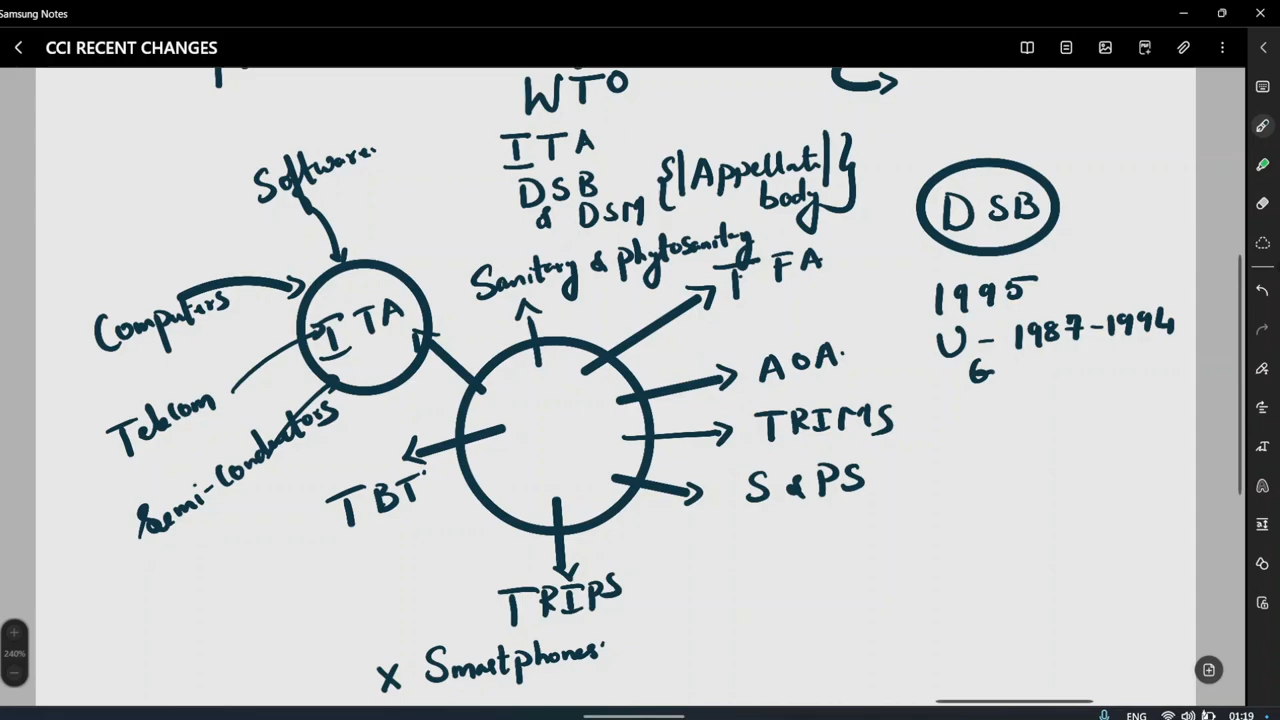 Samsung Notes
CCI RECENT CHANGES
WTO
ITA
DSB
& DSM
{|Appellate|}
body
Software.
Computers
Telecom
Semi-Conductors
ITA
Sanitary & phytosanitary
TFA
AOA.
TRIMS
S & PS
TBT
TRIPS
X Smartphones.
DSB
1995
U - 1987-1994
G
240%
ENG
01:19